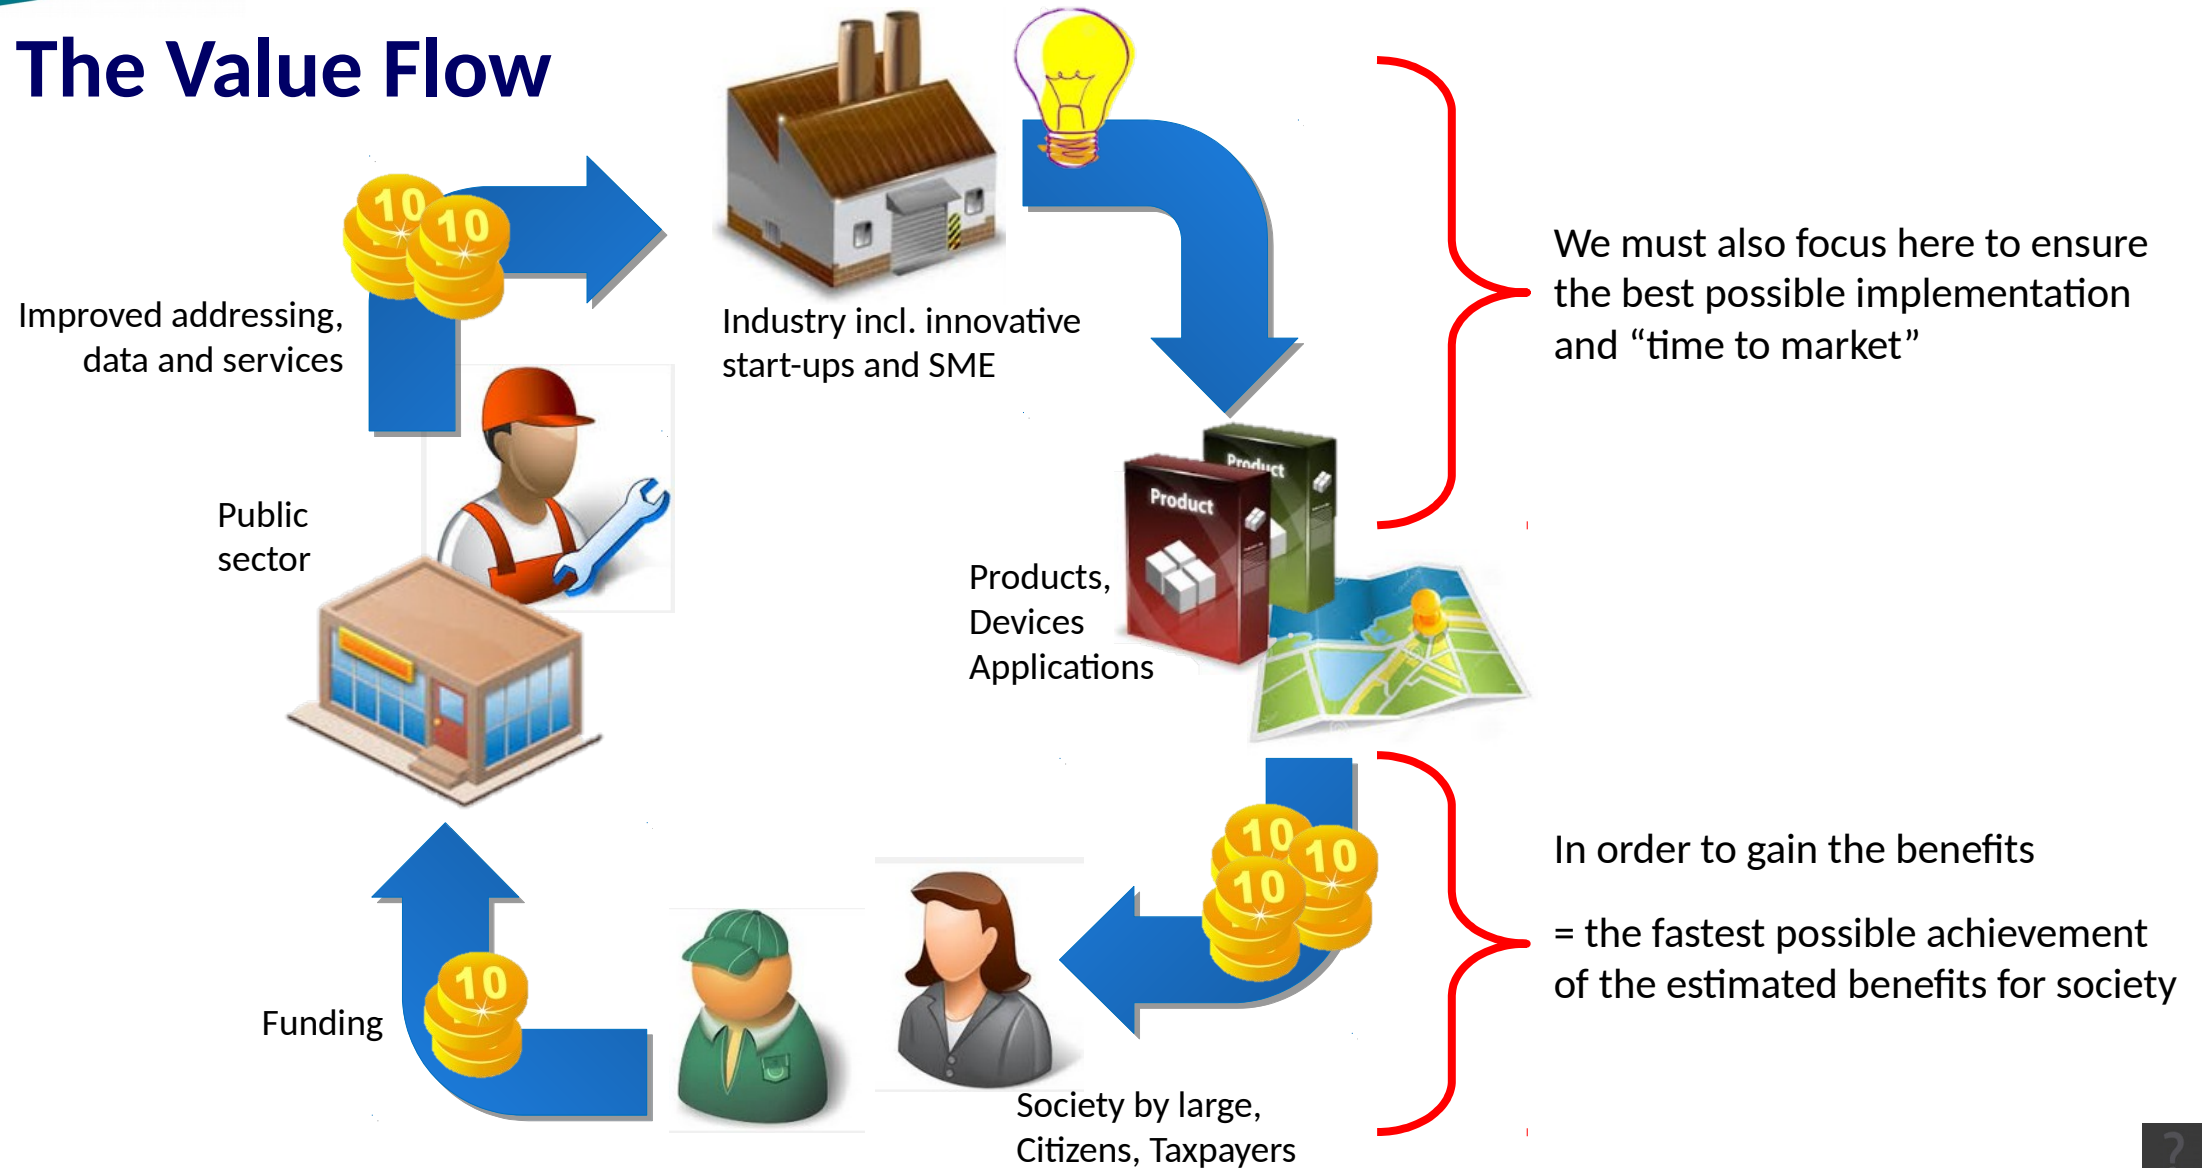 The Value Flow
10
10
Improved addressing,
data and services
Industry incl. innovative
start-ups and SME
We must also focus here to ensure
the best possible implementation
and “time to market”
Public
sector
Product
Product
Products,
Devices
Applications
10
10
10
In order to gain the benefits
= the fastest possible achievement
of the estimated benefits for society
10
Funding
Society by large,
Citizens, Taxpayers
?